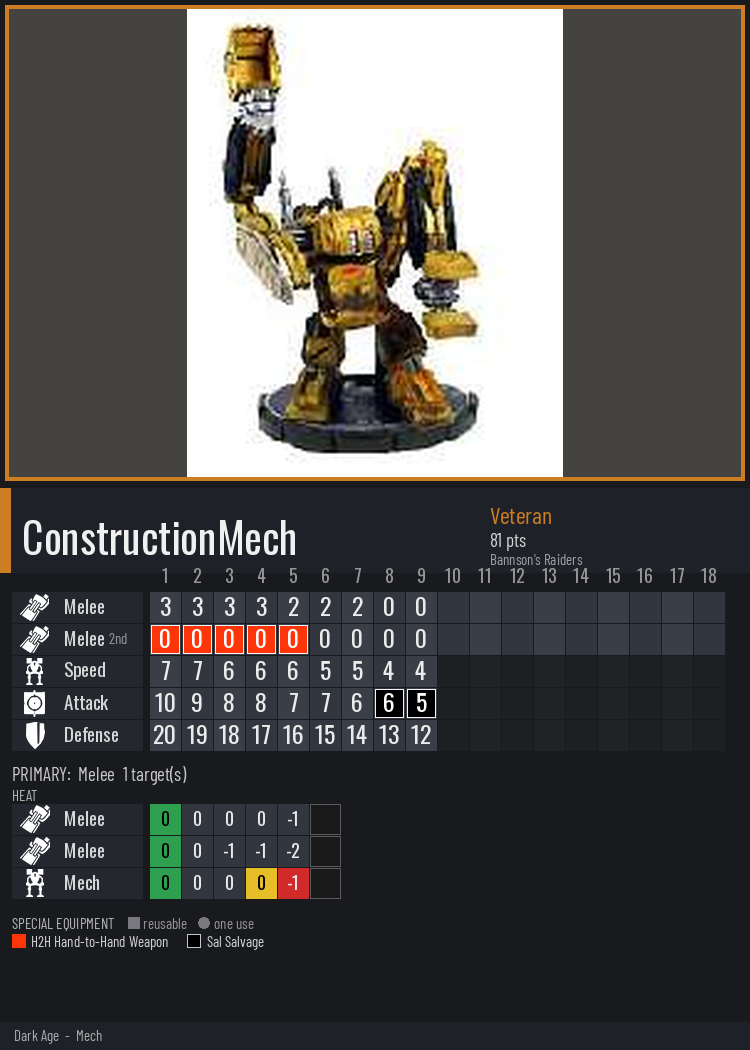 ConstructionMech
Veteran
81 pts
Bannson's Raiders
1 2 3 4 5 6 7 8 9 10 11 12 13 14 15 16 17 18
Melee 3 3 3 3 2 2 2 0 0
Melee 2nd 0 0 0 0 0 0 0 0 0
Speed 7 7 6 6 6 5 5 4 4
Attack 10 9 8 8 7 7 6 6 5
Defense 20 19 18 17 16 15 14 13 12
PRIMARY: Melee 1 target(s)
HEAT
Melee 0 0 0 0 -1
Melee 0 0 -1 -1 -2
Mech 0 0 0 0 -1
SPECIAL EQUIPMENT reusable one use
H2H Hand-to-Hand Weapon Sal Salvage
Dark Age - Mech